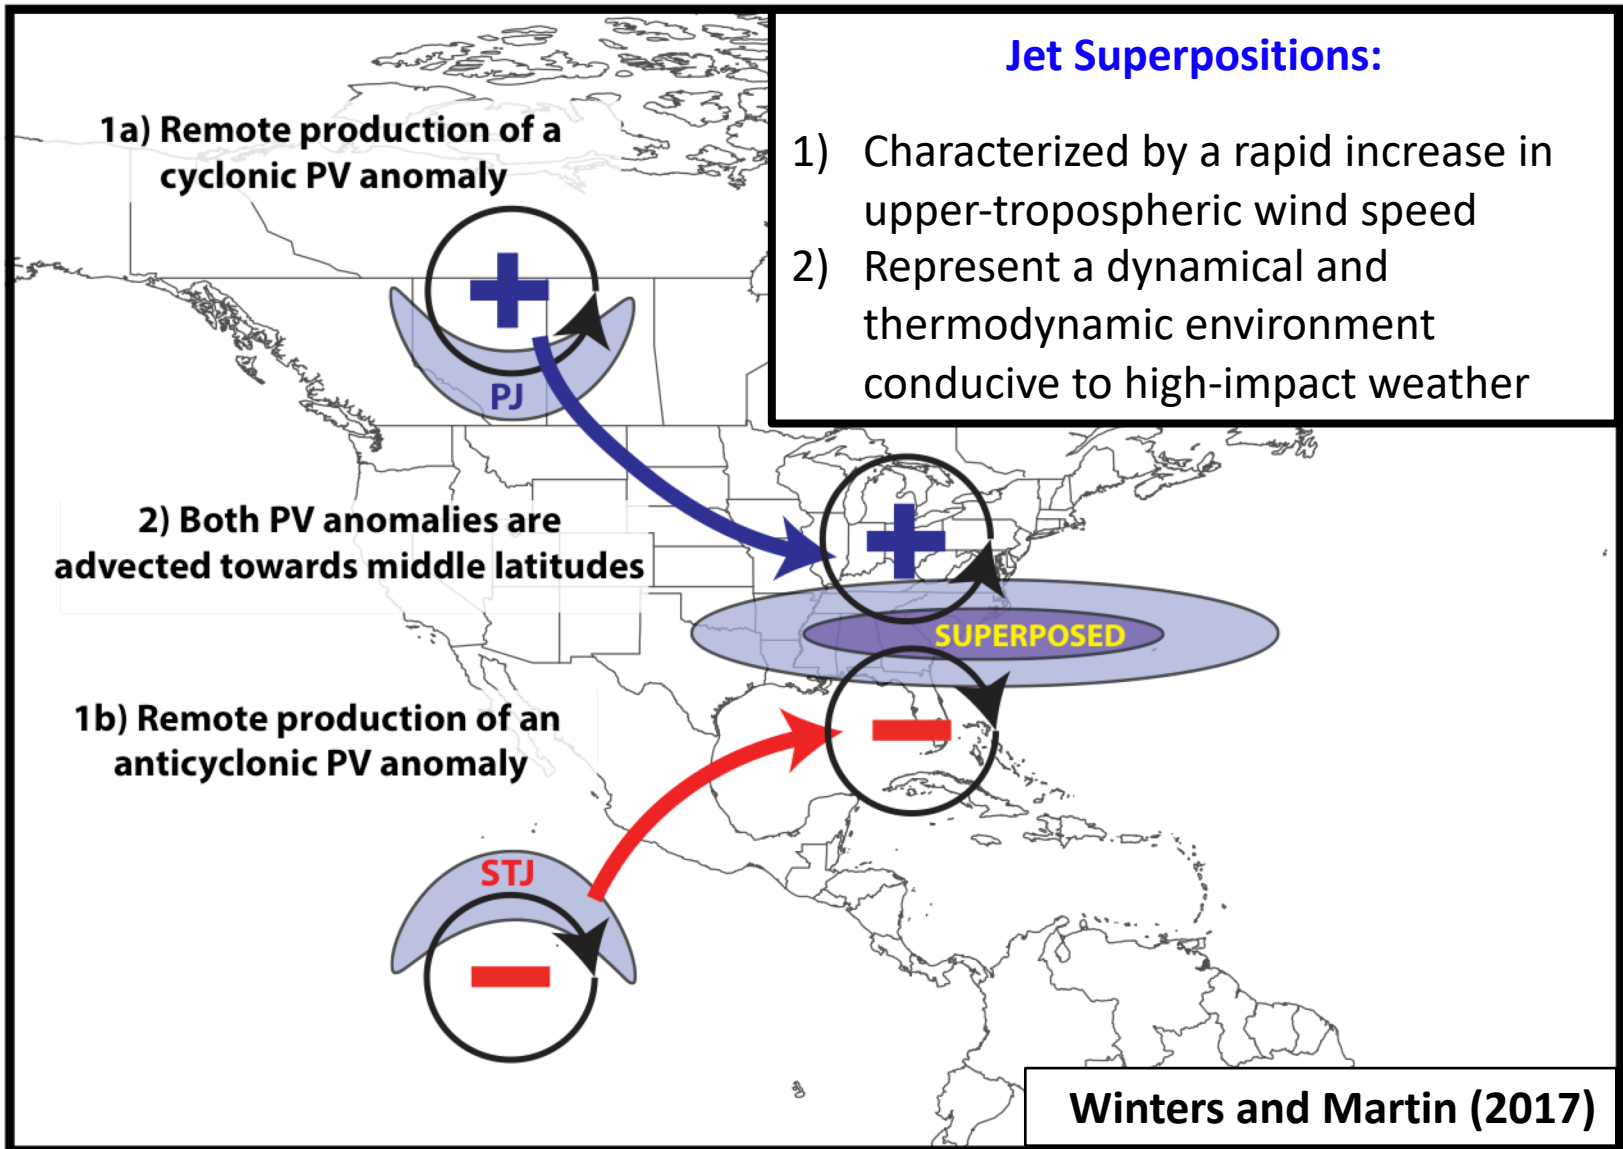 Jet Superpositions:
1) Characterized by a rapid increase in
upper-tropospheric wind speed
2) Represent a dynamical and
thermodynamic environment
conducive to high-impact weather
1a) Remote production of a
cyclonic PV anomaly
PJ
2) Both PV anomalies are
advected towards middle latitudes
SUPERPOSED
1b) Remote production of an
anticyclonic PV anomaly
STJ
Winters and Martin (2017)